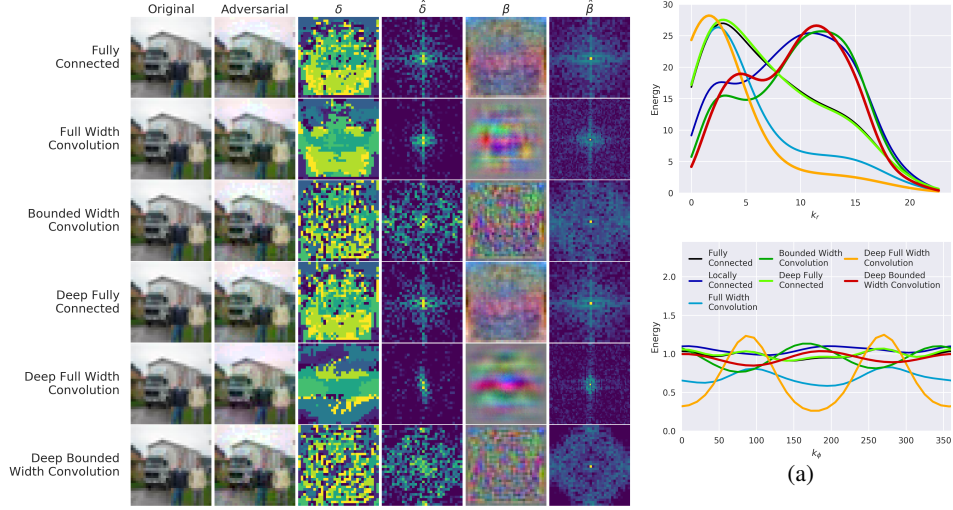 Original Adversarial δ δ̂ β β̂
Fully
Connected
Full Width
Convolution
Bounded Width
Convolution
Deep Fully
Connected
Deep Full Width
Convolution
Deep Bounded
Width Convolution
30
25
20
15
10
5
0
Energy
0 5 10 15 20
k_r
2.0
1.5
1.0
0.5
0.0
Energy
Fully
Connected
Locally
Connected
Full Width
Convolution
Bounded Width
Convolution
Deep Fully
Connected
Deep Full Width
Convolution
Deep Bounded
Width Convolution
0 50 100 150 200 250 300 350
k_ϕ
(a)